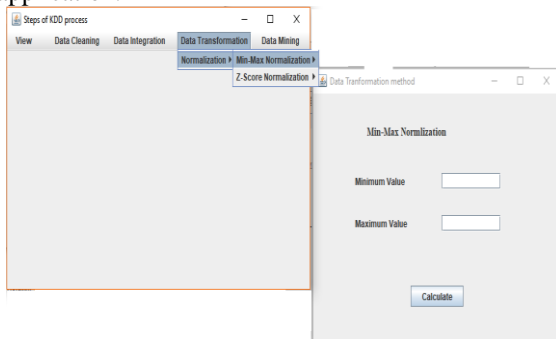 application.
Steps of KDD process
View Data Cleaning Data Integration Data Transformation Data Mining
Normalization Min-Max Normalization
Z-Score Normalization
Data Tranformation method
Min-Max Normlization
Minimum Value
Maximum Value
Calculate